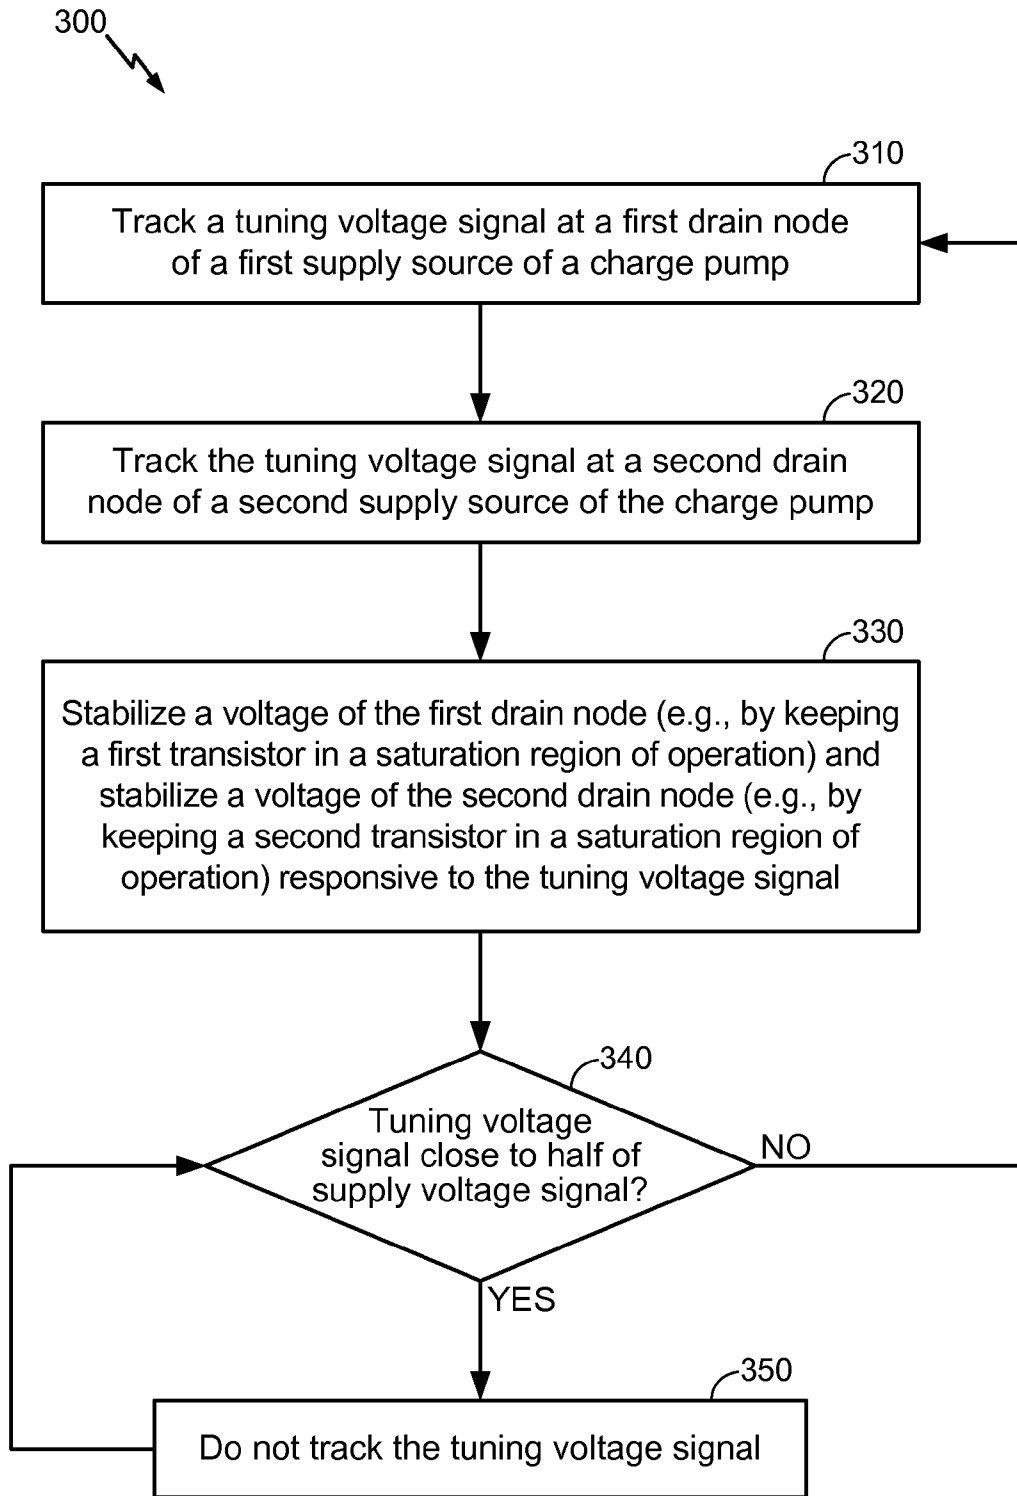 300
310
Track a tuning voltage signal at a first drain node
of a first supply source of a charge pump
320
Track the tuning voltage signal at a second drain
node of a second supply source of the charge pump
330
Stabilize a voltage of the first drain node (e.g., by keeping
a first transistor in a saturation region of operation) and
stabilize a voltage of the second drain node (e.g., by
keeping a second transistor in a saturation region of
operation) responsive to the tuning voltage signal
340
Tuning voltage
signal close to half of
supply voltage signal?
NO
YES
350
Do not track the tuning voltage signal